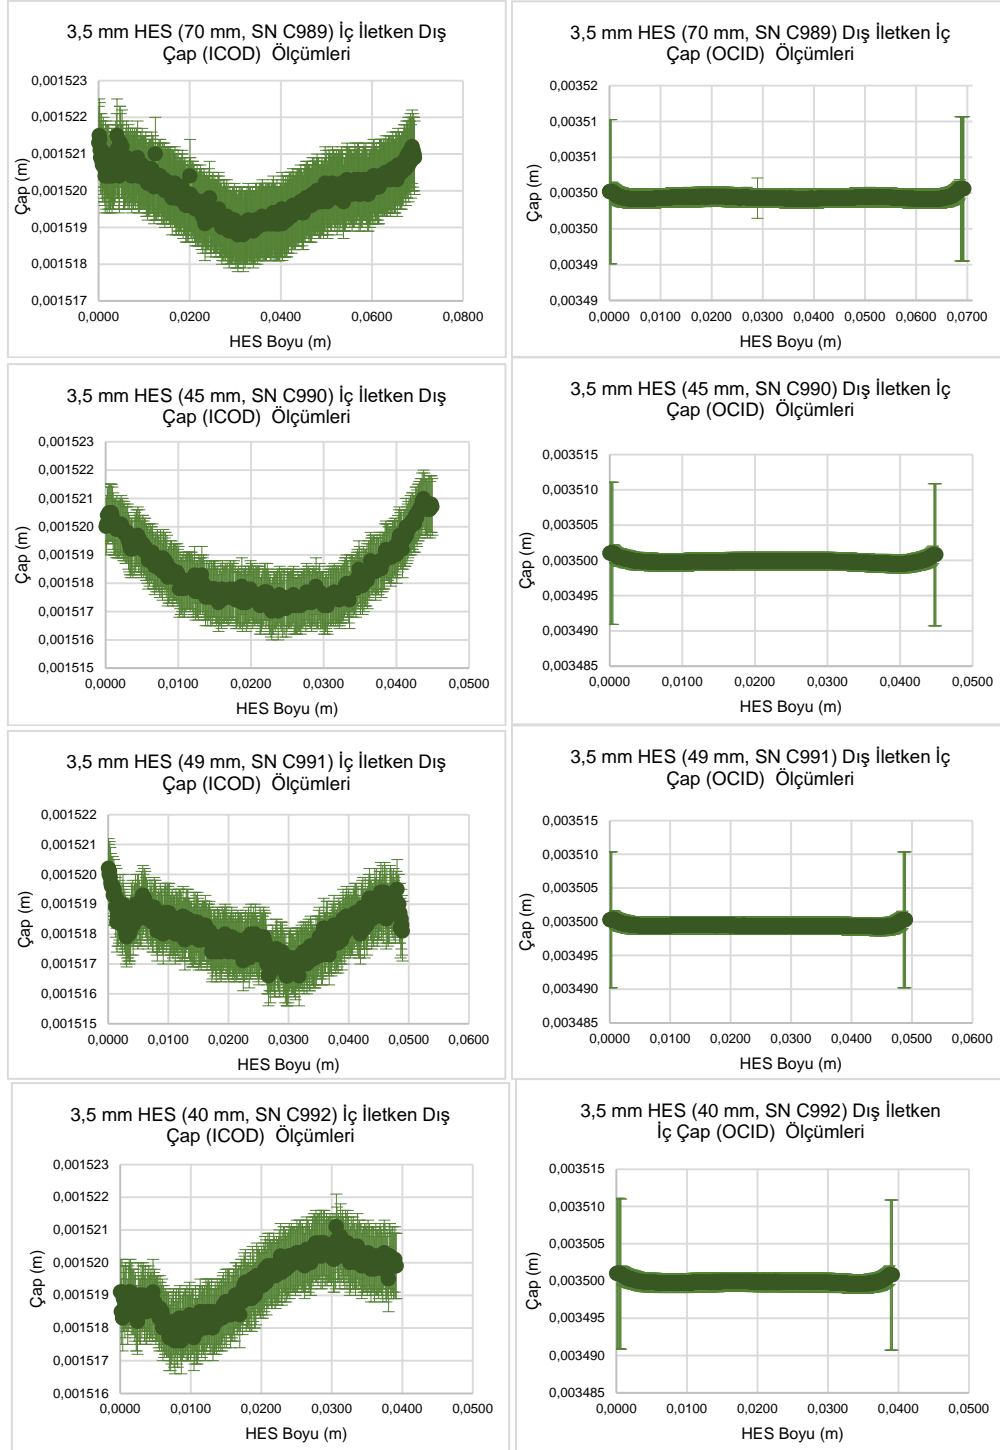 3,5 mm HES (70 mm, SN C989) İç İletken Dış
Çap (ICOD) Ölçümleri
0,001523
0,001522
0,001521
0,001520
0,001519
0,001518
0,001517
Çap (m)
0,0000 0,0200 0,0400 0,0600 0,0800
HES Boyu (m)
3,5 mm HES (70 mm, SN C989) Dış İletken İç
Çap (OCID) Ölçümleri
0,00352
0,00351
0,00351
0,00350
0,00350
0,00349
0,00349
Çap (m)
0,0000 0,0100 0,0200 0,0300 0,0400 0,0500 0,0600 0,0700
HES Boyu (m)
3,5 mm HES (45 mm, SN C990) İç İletken Dış
Çap (ICOD) Ölçümleri
0,001523
0,001522
0,001521
0,001520
0,001519
0,001518
0,001517
0,001516
0,001515
Çap (m)
0,0000 0,0100 0,0200 0,0300 0,0400 0,0500
HES Boyu (m)
3,5 mm HES (45 mm, SN C990) Dış İletken İç
Çap (OCID) Ölçümleri
0,003515
0,003510
0,003505
0,003500
0,003495
0,003490
0,003485
Çap (m)
0,0000 0,0100 0,0200 0,0300 0,0400 0,0500
HES Boyu (m)
3,5 mm HES (49 mm, SN C991) İç İletken Dış
Çap (ICOD) Ölçümleri
0,001522
0,001521
0,001520
0,001519
0,001518
0,001517
0,001516
0,001515
Çap (m)
0,0000 0,0100 0,0200 0,0300 0,0400 0,0500 0,0600
HES Boyu (m)
3,5 mm HES (49 mm, SN C991) Dış İletken İç
Çap (OCID) Ölçümleri
0,003515
0,003510
0,003505
0,003500
0,003495
0,003490
0,003485
Çap (m)
0,0000 0,0100 0,0200 0,0300 0,0400 0,0500 0,0600
HES Boyu (m)
3,5 mm HES (40 mm, SN C992) İç İletken Dış
Çap (ICOD) Ölçümleri
0,001523
0,001522
0,001521
0,001520
0,001519
0,001518
0,001517
0,001516
Çap (m)
0,0000 0,0100 0,0200 0,0300 0,0400 0,0500
HES Boyu (m)
3,5 mm HES (40 mm, SN C992) Dış İletken
İç Çap (OCID) Ölçümleri
0,003515
0,003510
0,003505
0,003500
0,003495
0,003490
0,003485
Çap (m)
0,0000 0,0100 0,0200 0,0300 0,0400 0,0500
HES Boyu (m)